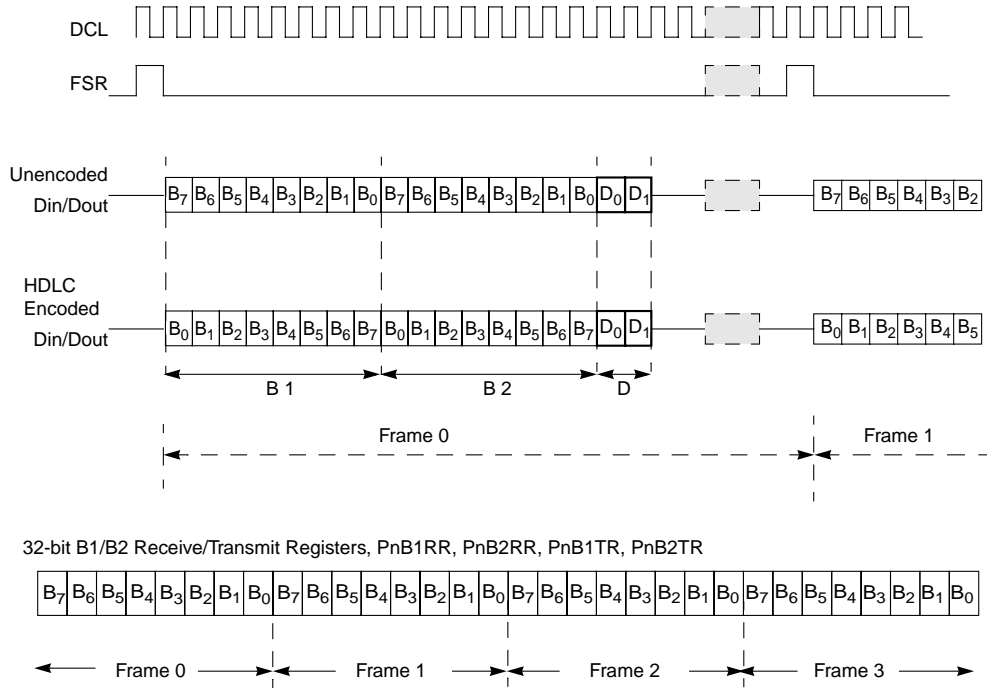 DCL
FSR
Unencoded
Din/Dout
B7 B6 B5 B4 B3 B2 B1 B0 B7 B6 B5 B4 B3 B2 B1 B0 D0 D1
B7 B6 B5 B4 B3 B2
HDLC
Encoded
Din/Dout
B0 B1 B2 B3 B4 B5 B6 B7 B0 B1 B2 B3 B4 B5 B6 B7 D0 D1
B0 B1 B2 B3 B4 B5
B 1 B 2 D
Frame 0 Frame 1
32-bit B1/B2 Receive/Transmit Registers, PnB1RR, PnB2RR, PnB1TR, PnB2TR
B7 B6 B5 B4 B3 B2 B1 B0 B7 B6 B5 B4 B3 B2 B1 B0 B7 B6 B5 B4 B3 B2 B1 B0 B7 B6 B5 B4 B3 B2 B1 B0
Frame 0 Frame 1 Frame 2 Frame 3